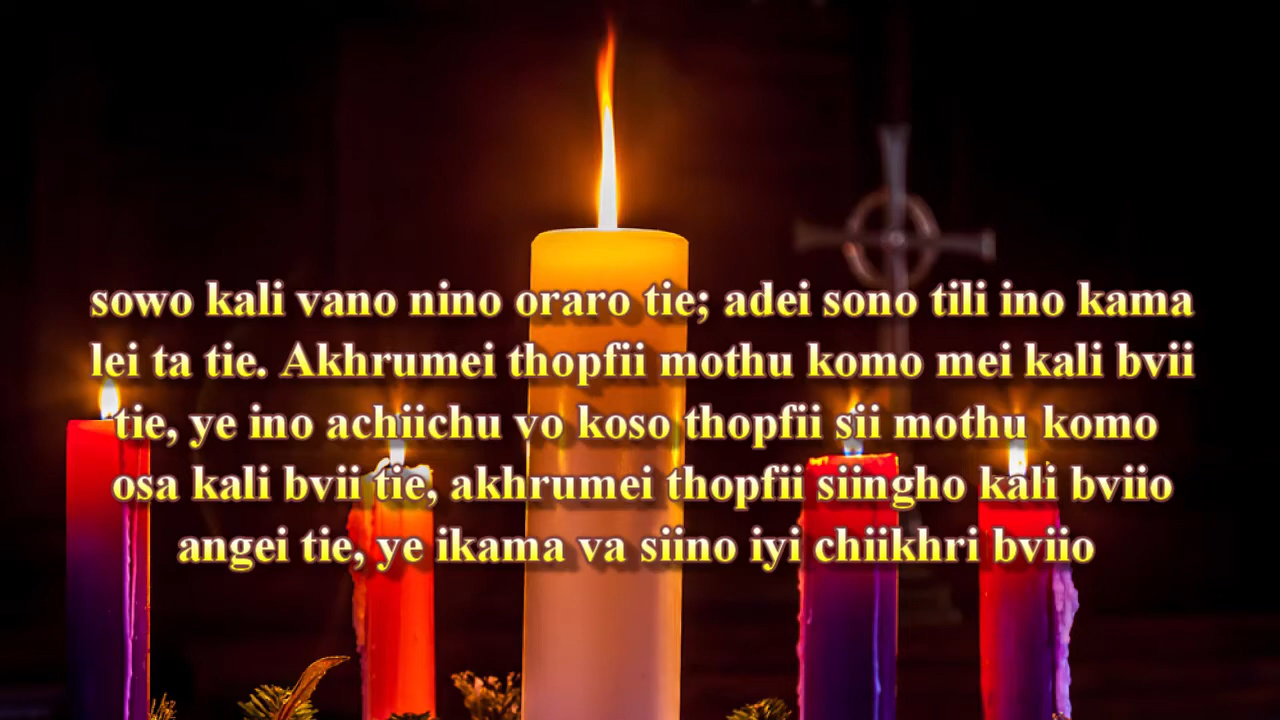 sowo kali vano nino oraro tie; adei sono tili ino kama
lei ta tie. Akhrumei thopfii mothu komo mei kali bvii
tie, ye ino achiichu vo koso thopfii sii mothu komo
osa kali bvii tie, akhrumei thopfii siingho kali bviio
angei tie, ye ikama va siino iyi chiikhri bviio